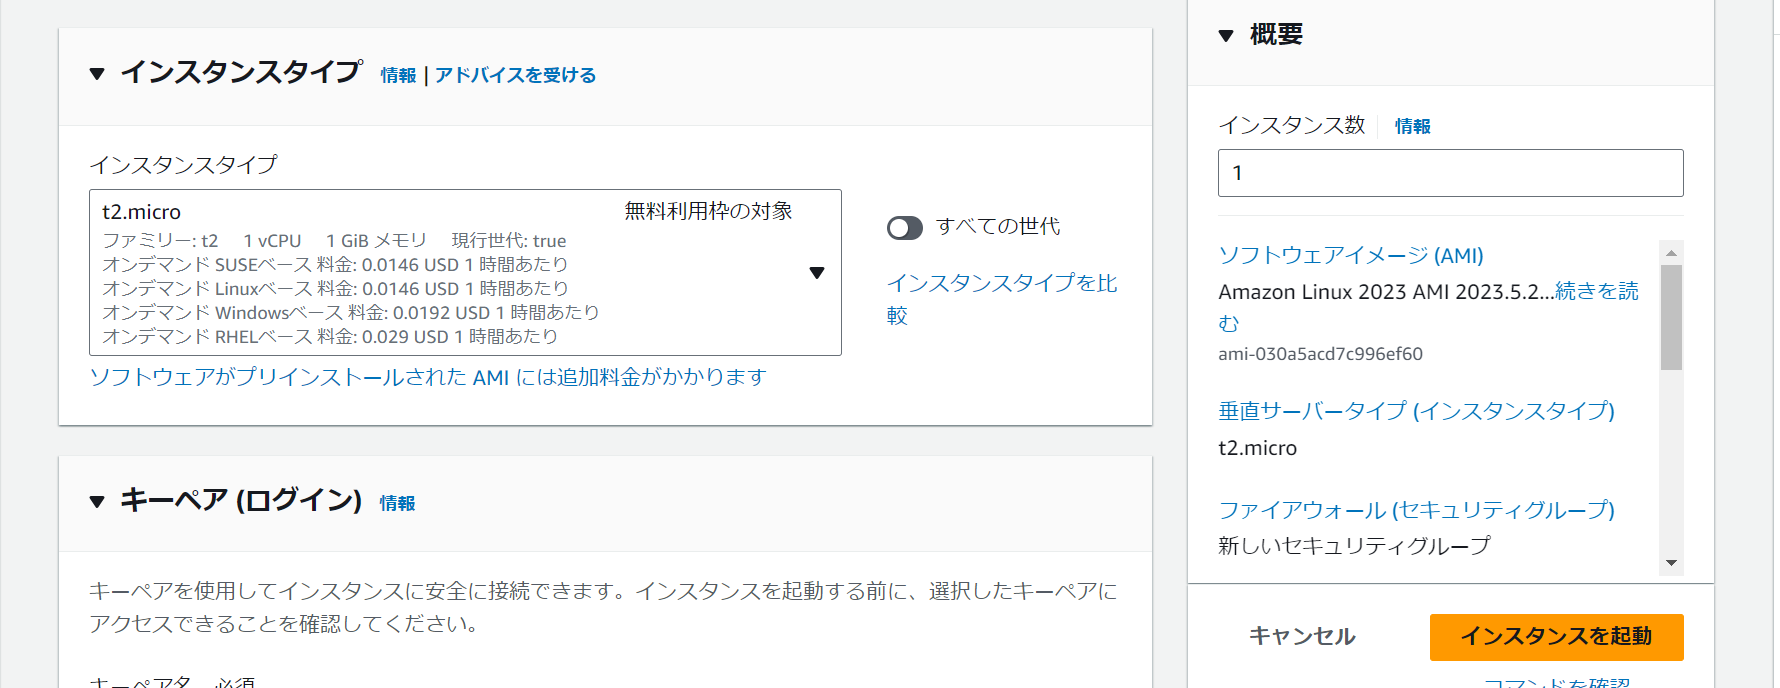 インスタンスタイプ 情報 | アドバイスを受ける
インスタンスタイプ
t2.micro 無料利用枠の対象
ファミリー: t2 1 vCPU 1 GiB メモリ 現行世代: true
オンデマンド SUSEベース 料金: 0.0146 USD 1 時間あたり
オンデマンド Linuxベース 料金: 0.0146 USD 1 時間あたり
オンデマンド Windowsベース 料金: 0.0192 USD 1 時間あたり
オンデマンド RHELベース 料金: 0.029 USD 1 時間あたり
すべての世代
インスタンスタイプを比
較
ソフトウェアがプリインストールされた AMI には追加料金がかかります
キーペア (ログイン) 情報
キーペアを使用してインスタンスに安全に接続できます。インスタンスを起動する前に、選択したキーペアに
アクセスできることを確認してください。
キーペア名 - 必須
概要
インスタンス数 情報
1
ソフトウェアイメージ (AMI)
Amazon Linux 2023 AMI 2023.5.2...続きを読
む
ami-030a5acd7c996ef60
垂直サーバータイプ (インスタンスタイプ)
t2.micro
ファイアウォール (セキュリティグループ)
新しいセキュリティグループ
キャンセル
インスタンスを起動
コマンドを確認